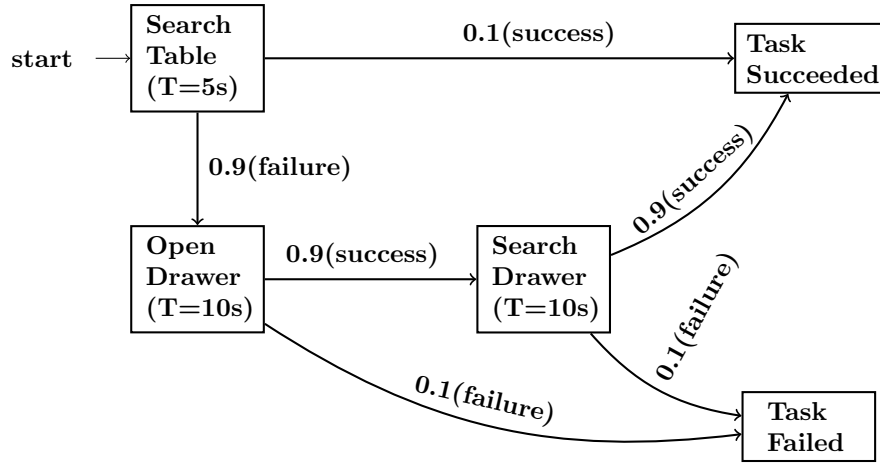 start
Search
Table
(T=5s)
0.1(success)
Task
Succeeded
0.9(failure)
Open
Drawer
(T=10s)
0.9(success)
Search
Drawer
(T=10s)
0.9(success)
0.1(failure)
0.1(failure)
Task
Failed